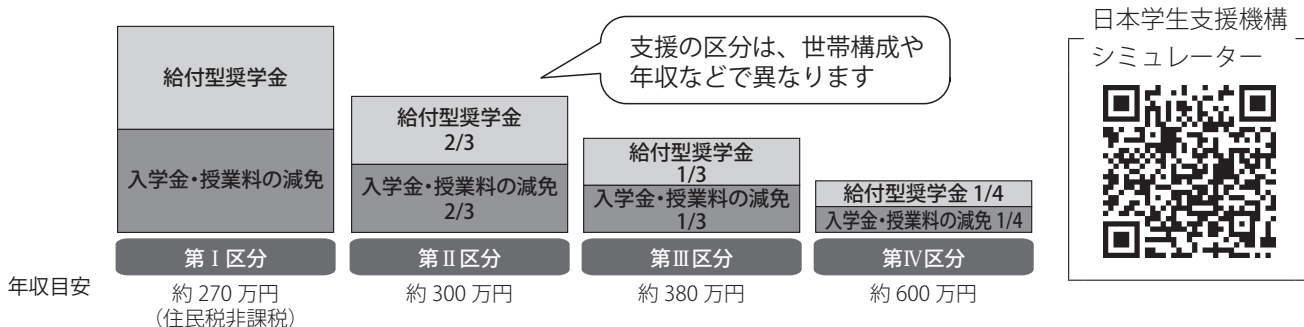 給付型奨学金
入学金・授業料の減免
給付型奨学金
2/3
入学金・授業料の減免
2/3
支援の区分は、世帯構成や
年収などで異なります
給付型奨学金
1/3
入学金・授業料の減免
1/3
給付型奨学金 1/4
入学金・授業料の減免 1/4
第Ⅰ区分
第Ⅱ区分
第Ⅲ区分
第Ⅳ区分
年収目安
約 270 万円
（住民税非課税）
約 300 万円
約 380 万円
約 600 万円
日本学生支援機構
シミュレーター